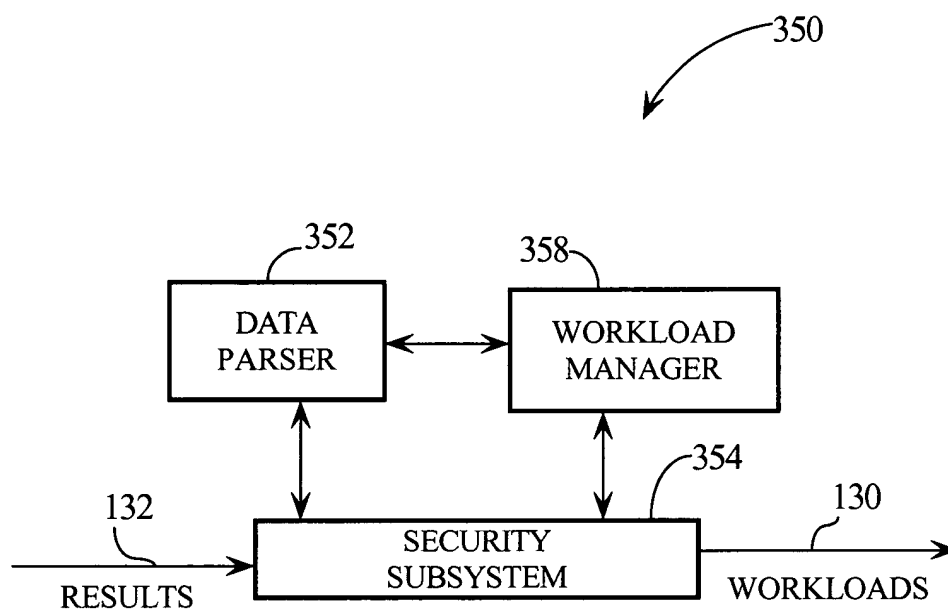 350
352
358
DATA
PARSER
WORKLOAD
MANAGER
354
132
130
SECURITY
SUBSYSTEM
RESULTS
WORKLOADS